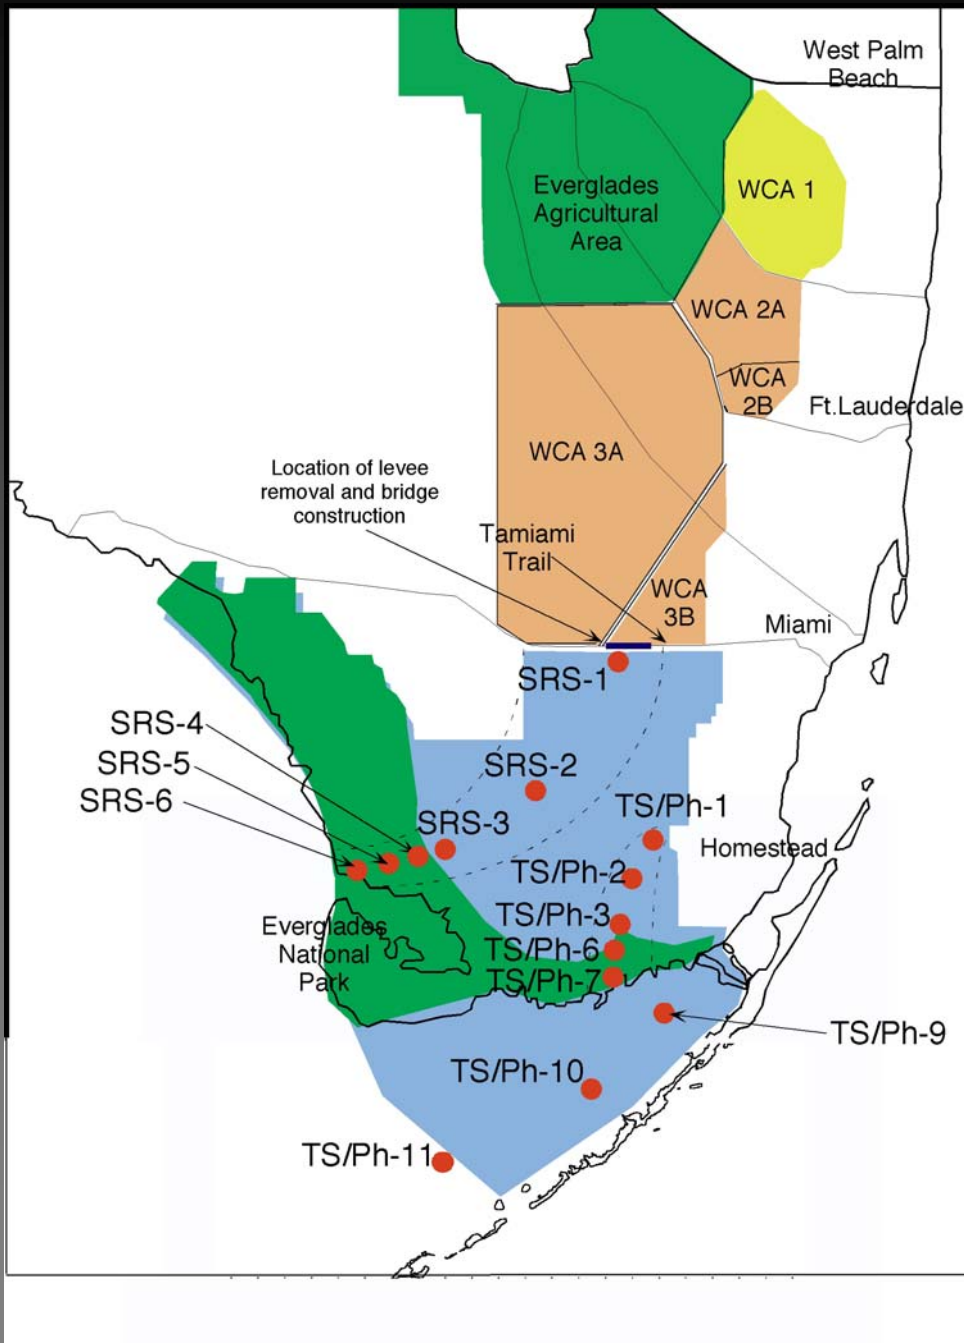 West Palm
Beach
WCA 1
Everglades
Agricultural
Area
WCA 2A
WCA
2B
Ft.Lauderdale
WCA 3A
Location of levee
removal and bridge
construction
Tamiami
Trail
WCA
3B
Miami
SRS-1
SRS-4
SRS-5
SRS-6
SRS-2
SRS-3
TS/Ph-1
Homestead
TS/Ph-2
TS/Ph-3
Everglades
National
Park
TS/Ph-6
TS/Ph-7
TS/Ph-9
TS/Ph-10
TS/Ph-11